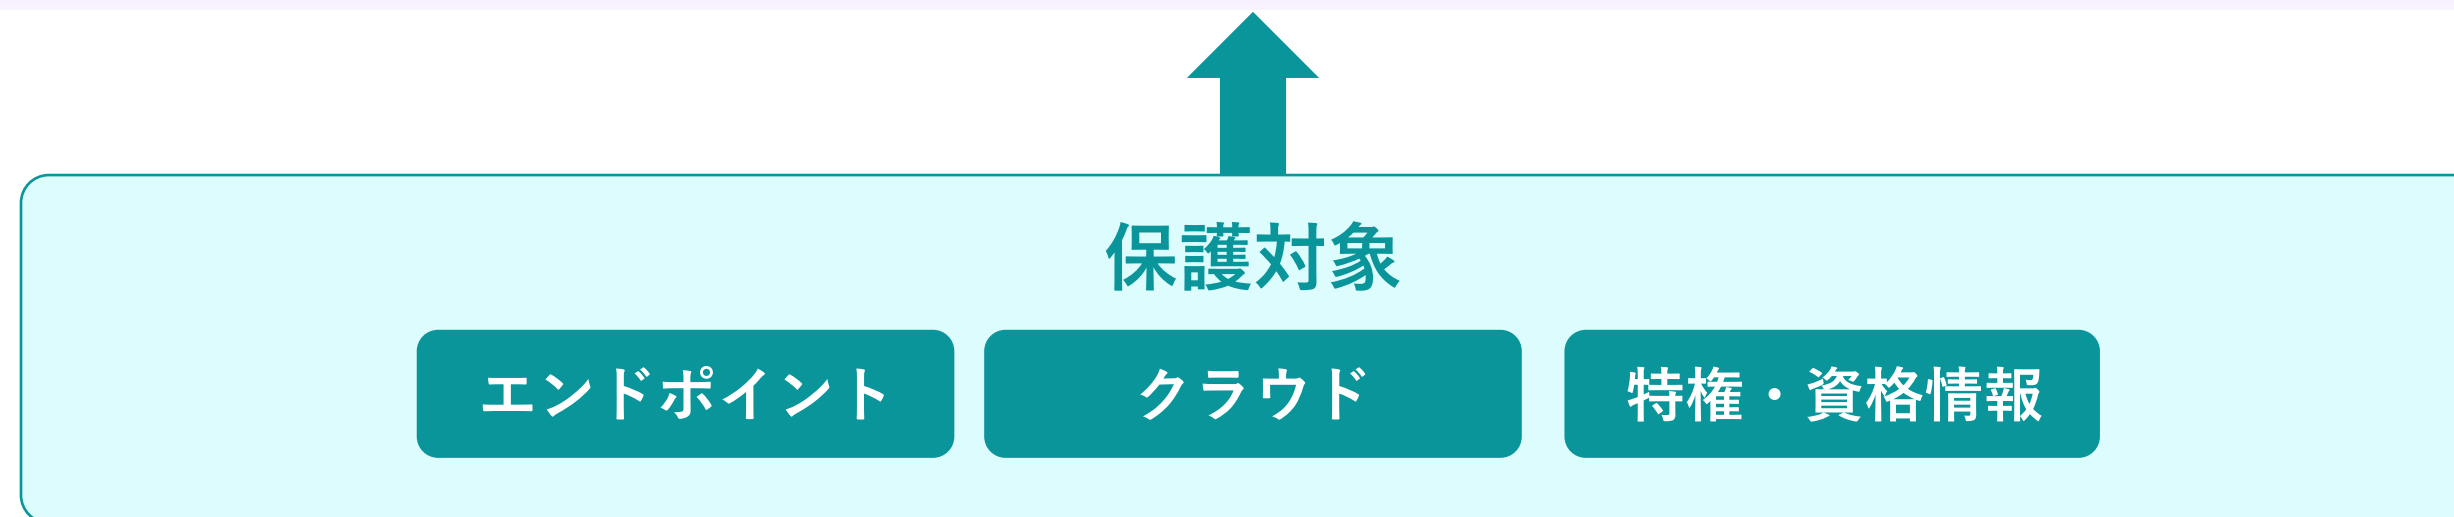 保護対象
エンドポイント
クラウド
特権・資格情報